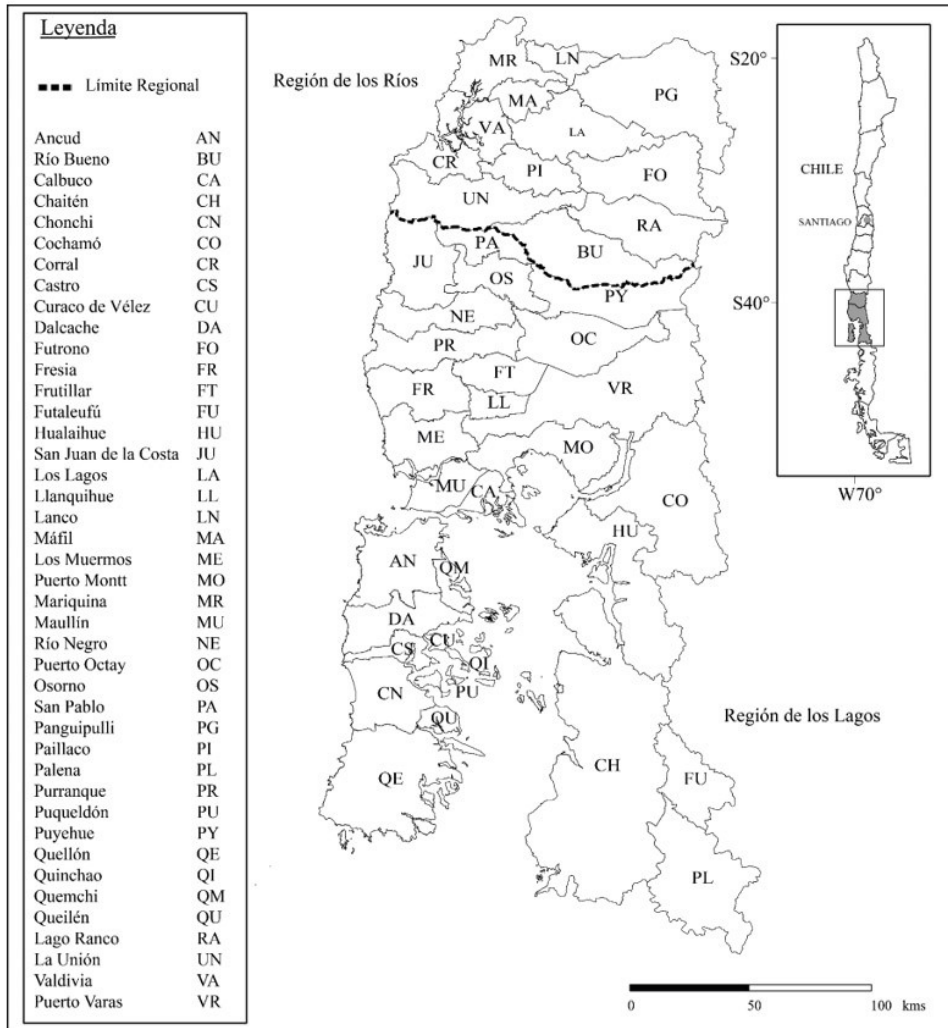 Leyenda
Límite Regional
Ancud AN
Río Bueno BU
Calbuco CA
Chaitén CH
Chonchi CN
Cochamó CO
Corral CR
Castro CS
Curaco de Vélez CU
Dalcache DA
Futrono FO
Fresia FR
Frutillar FT
Futaleufú FU
Hualaihue HU
San Juan de la Costa JU
Los Lagos LA
Llanquihue LL
Lanco LN
Máfil MA
Los Muermos ME
Puerto Montt MO
Mariquina MR
Maullín MU
Río Negro NE
Puerto Octay OC
Osorno OS
San Pablo PA
Panguipulli PG
Paillaco PI
Palena PL
Purranque PR
Puqueldón PU
Puyehue PY
Quellón QE
Quinchao QI
Quemchi QM
Queilén QU
Lago Ranco RA
La Unión UN
Valdivia VA
Puerto Varas VR
Región de los Ríos
MR
LN
PG
MA
VA
LA
CR
PI
FO
UN
RA
PA
BU
JU
OS
PY
NE
PR
OC
FT
FR
LL
VR
ME
MO
MU
CA
CO
HU
AN
QM
DA
CU
CS
QI
CN
PU
QU
Región de los Lagos
QE
CH
FU
PL
S20°
CHILE
SANTIAGO
S40°
W70°
0 50 100 kms